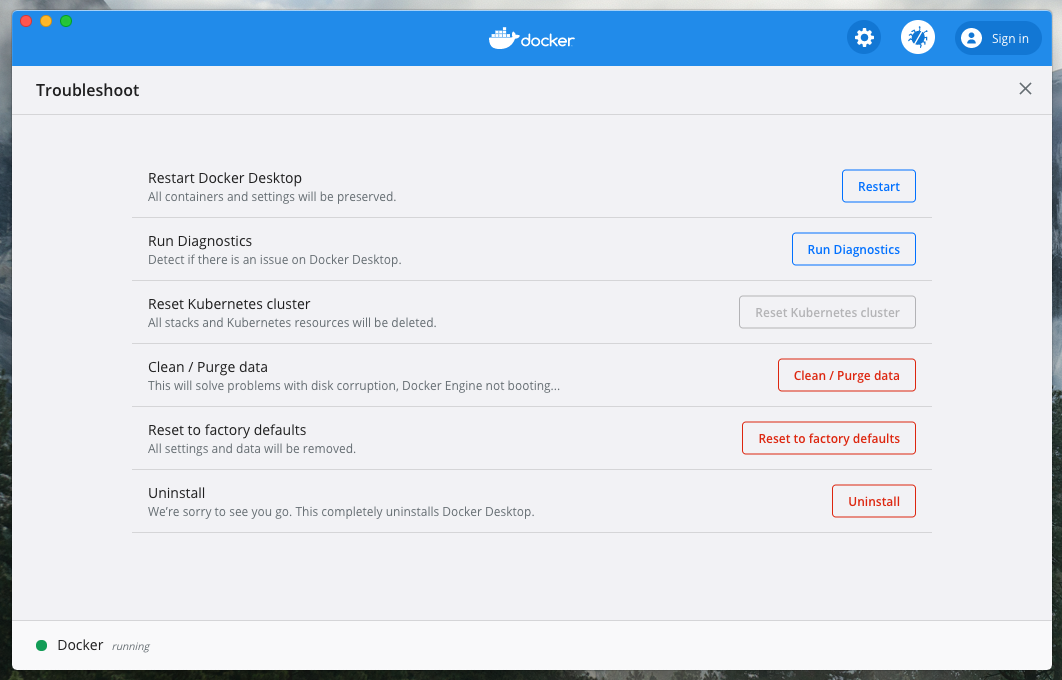 docker
Sign in
Troubleshoot
Restart Docker Desktop
All containers and settings will be preserved.
Restart
Run Diagnostics
Detect if there is an issue on Docker Desktop.
Run Diagnostics
Reset Kubernetes cluster
All stacks and Kubernetes resources will be deleted.
Reset Kubernetes cluster
Clean / Purge data
This will solve problems with disk corruption, Docker Engine not booting...
Clean / Purge data
Reset to factory defaults
All settings and data will be removed.
Reset to factory defaults
Uninstall
We're sorry to see you go. This completely uninstalls Docker Desktop.
Uninstall
Docker running